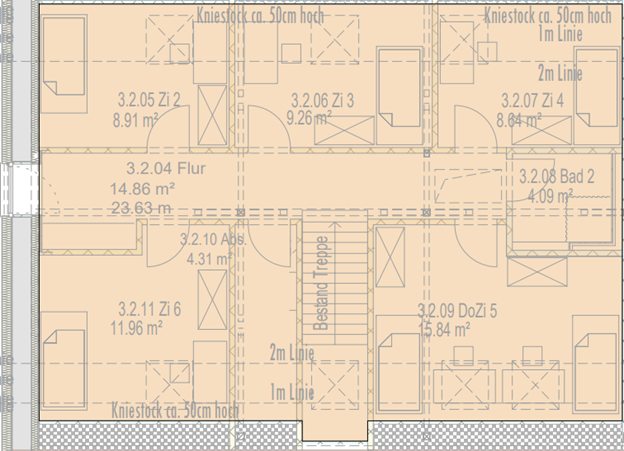 Kniestock ca. 50cm hoch
Kniestock ca. 50cm hoch
1m Linie
2m Linie
3.2.05 Zi 2
8.91 m²
3.2.06 Zi 3
9.26 m²
3.2.07 Zi 4
8.64 m²
3.2.04 Flur
14.86 m²
23.63 m
3.2.08 Bad 2
4.09 m²
3.2.10 Abs.
4.31 m²
Bestand Treppe
3.2.11 Zi 6
11.96 m²
3.2.09 DoZi 5
15.84 m²
2m Linie
1m Linie
Kniestock ca. 50cm hoch